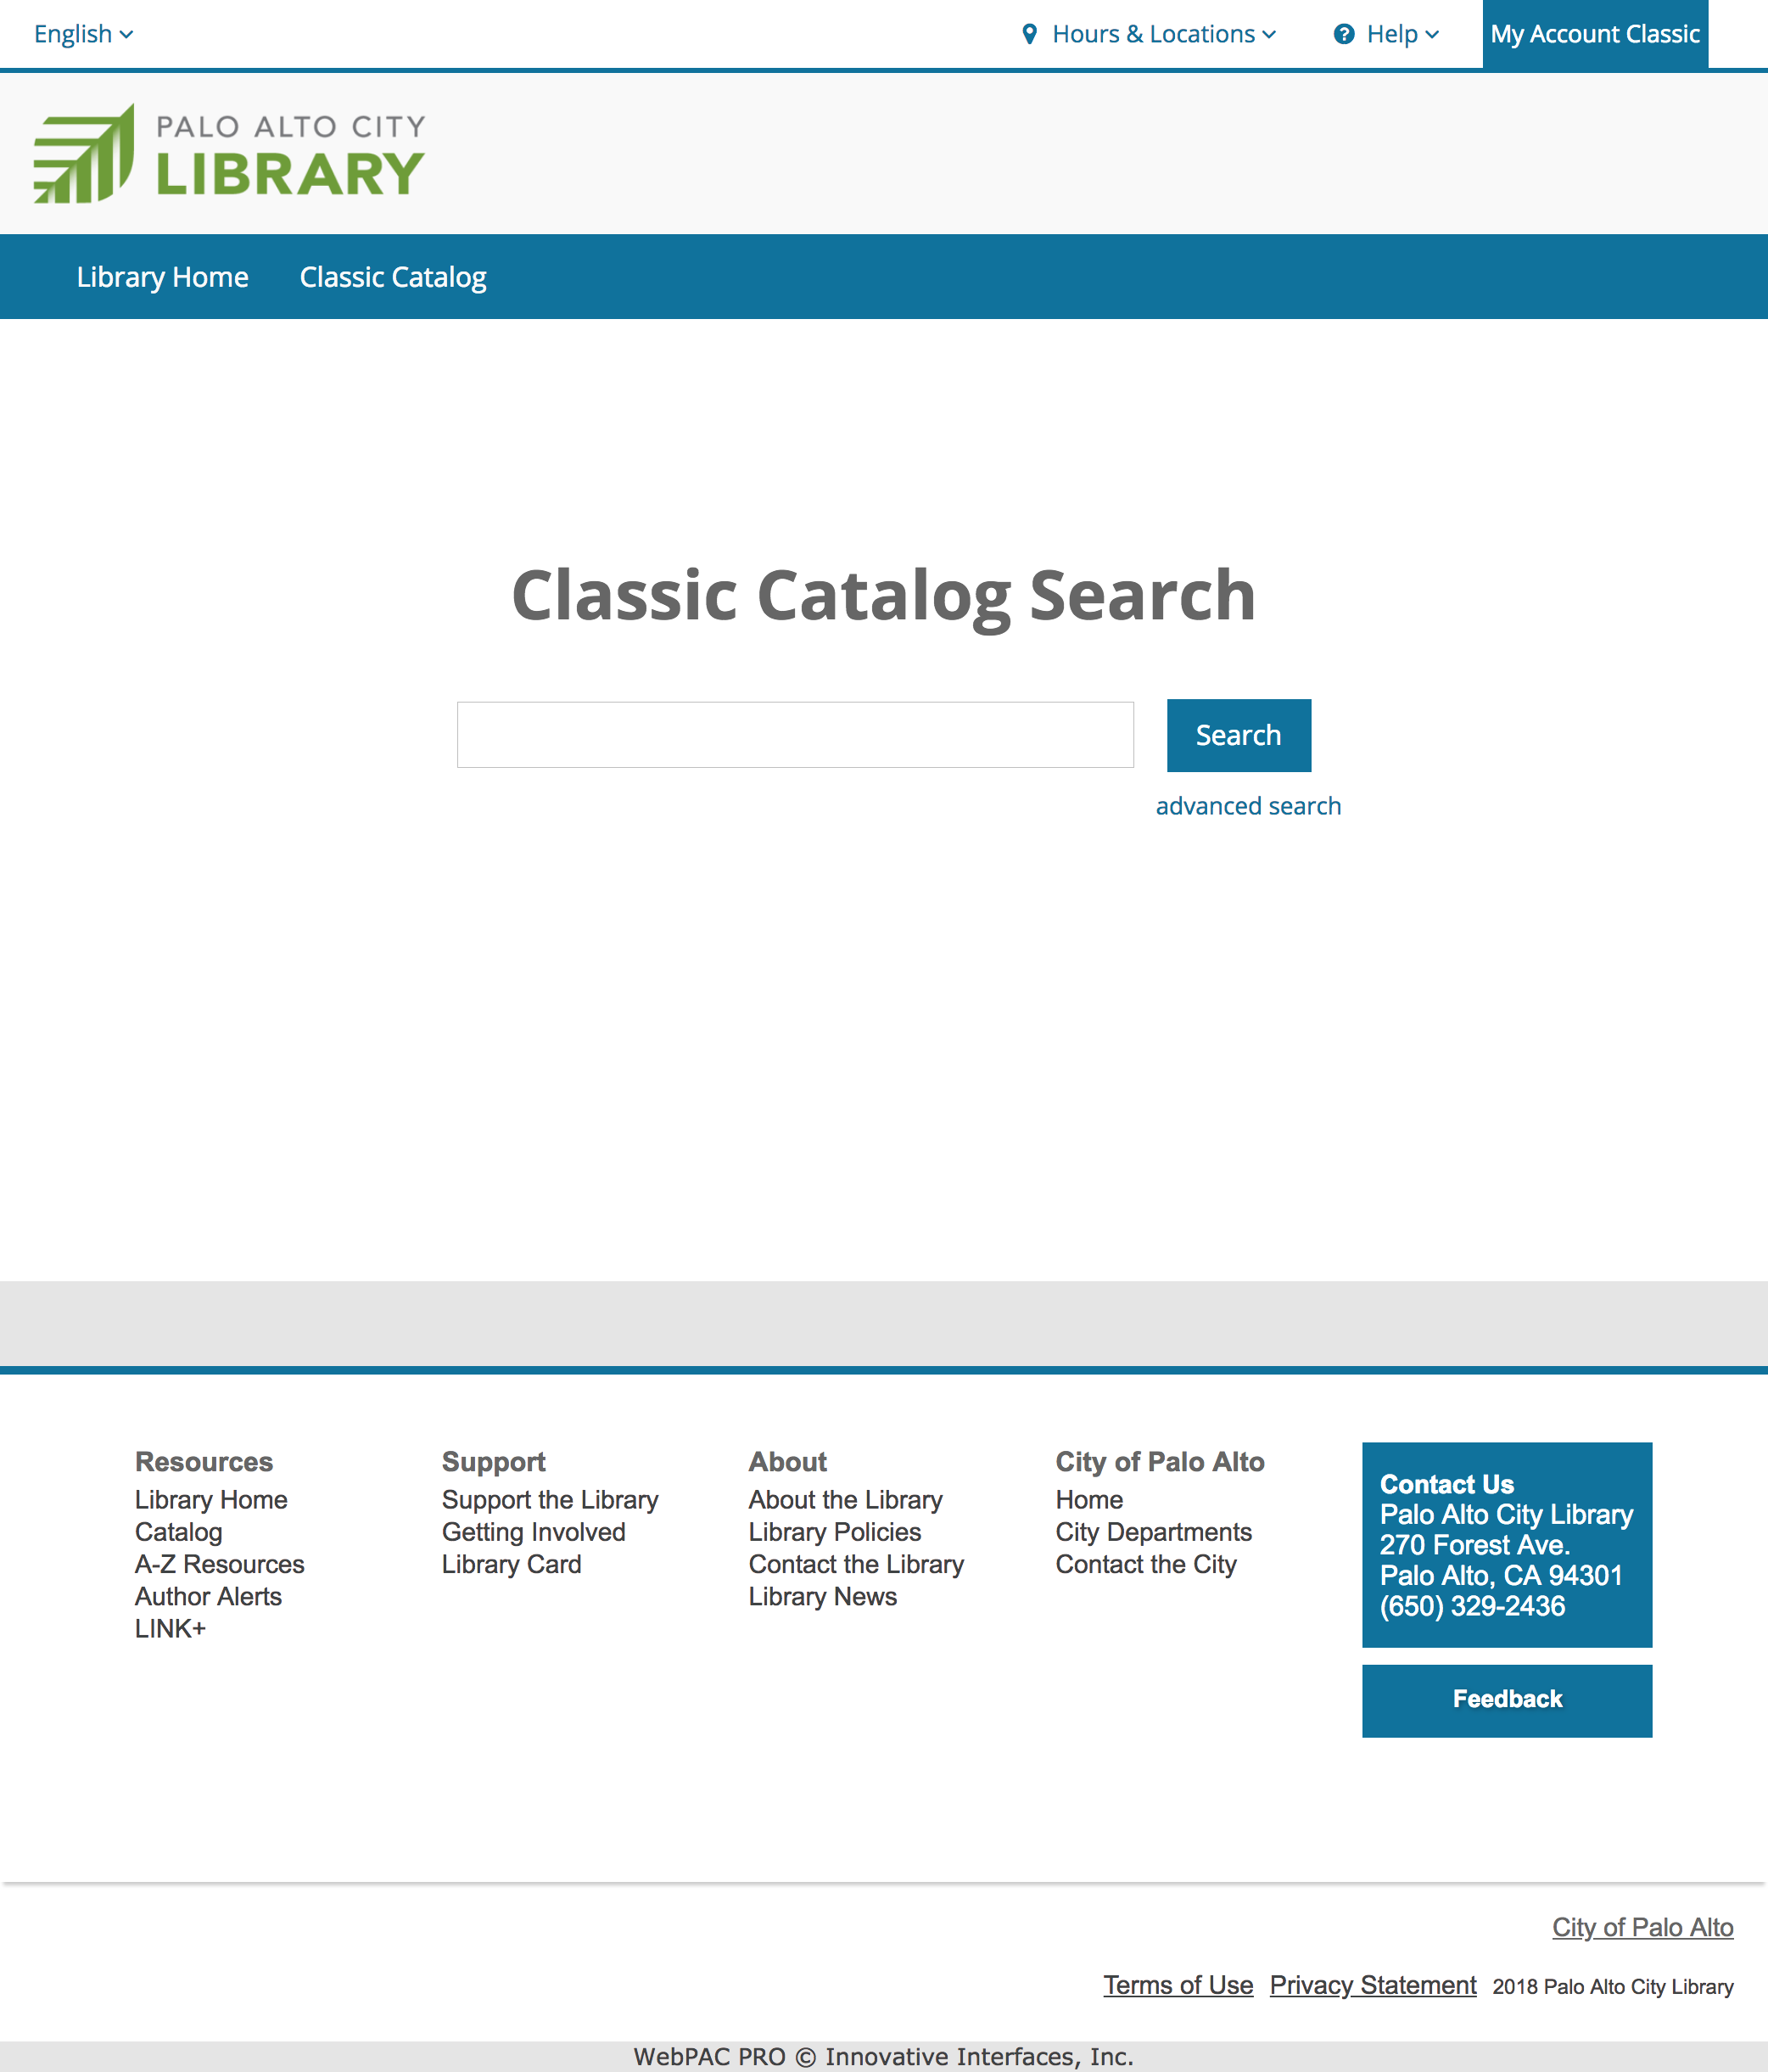 English
Hours & Locations
Help
My Account Classic
PALO ALTO CITY
LIBRARY
Library Home
Classic Catalog
Classic Catalog Search
Search
advanced search
Resources
Library Home
Catalog
A-Z Resources
Author Alerts
LINK+
Support
Support the Library
Getting Involved
Library Card
About
About the Library
Library Policies
Contact the Library
Library News
City of Palo Alto
Home
City Departments
Contact the City
Contact Us
Palo Alto City Library
270 Forest Ave.
Palo Alto, CA 94301
(650) 329-2436
Feedback
City of Palo Alto
Terms of Use Privacy Statement 2018 Palo Alto City Library
WebPAC PRO © Innovative Interfaces, Inc.